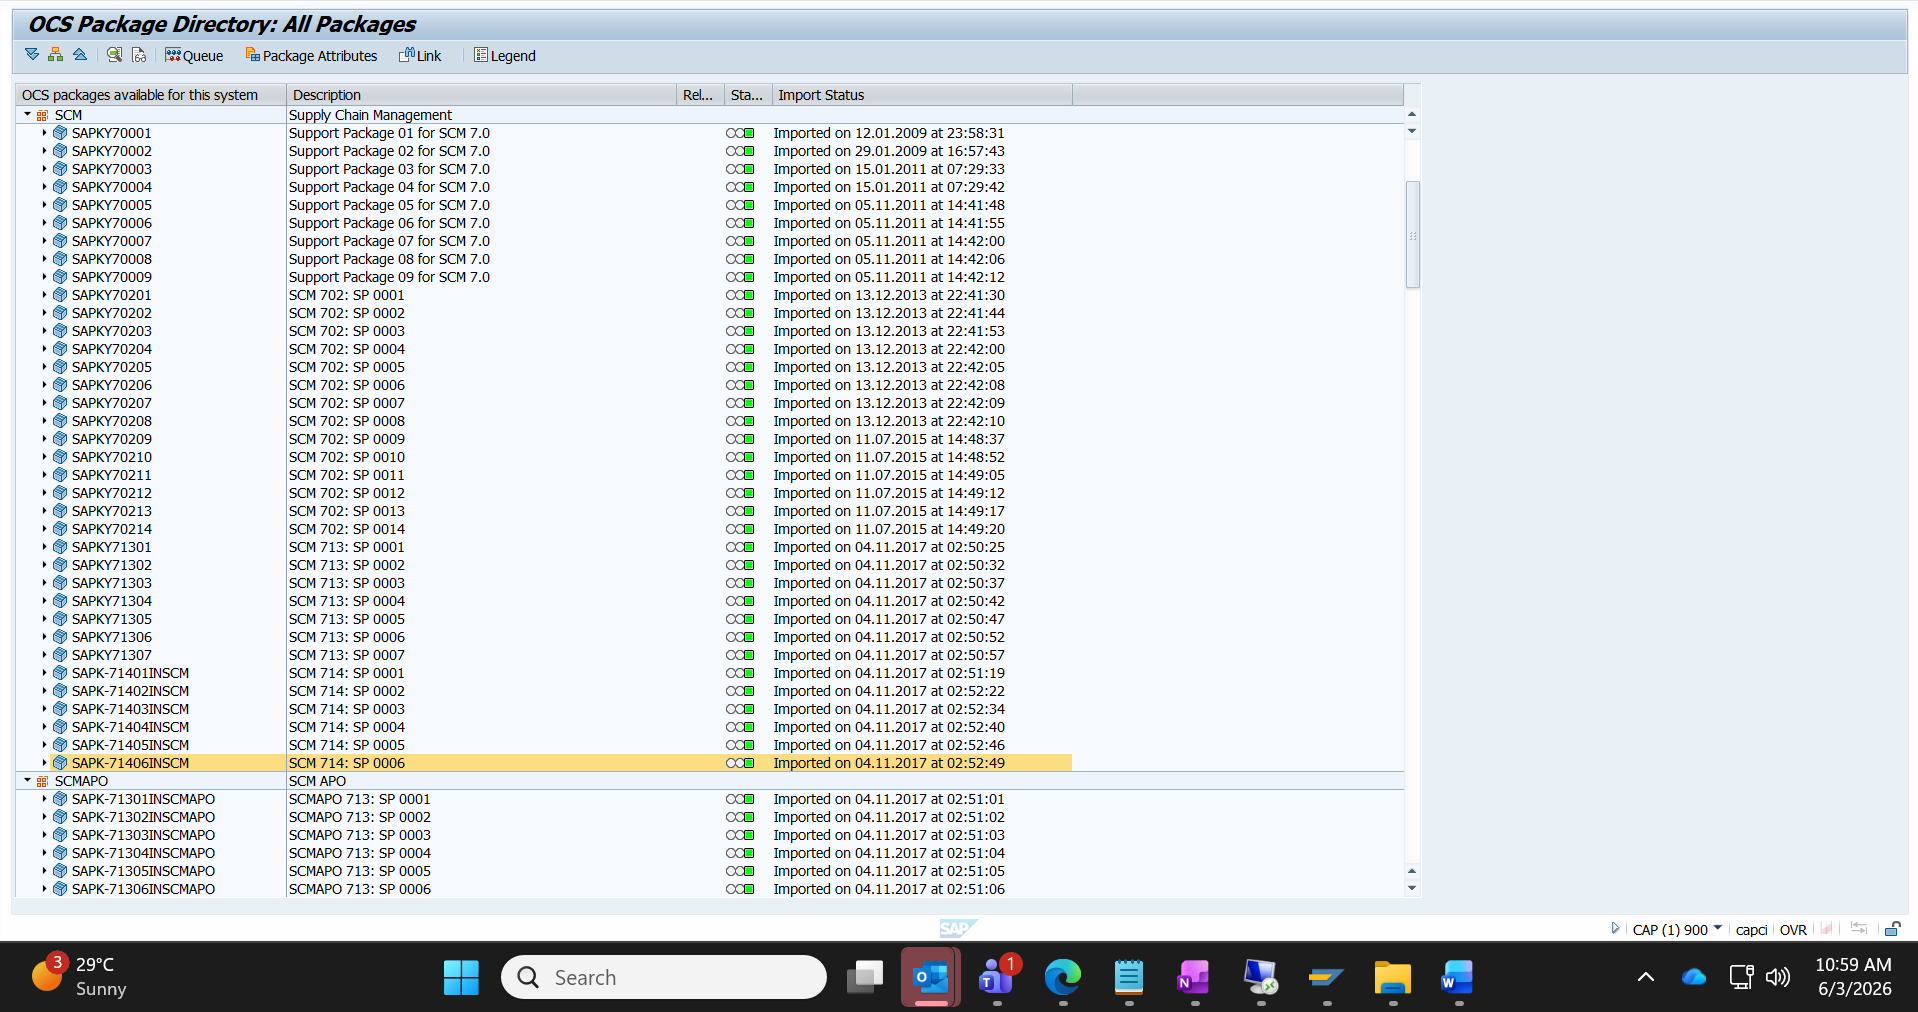 OCS Package Directory: All Packages
Queue Package Attributes Link Legend
OCS packages available for this system Description Rel... Sta... Import Status
SCM Supply Chain Management
SAPKY70001 Support Package 01 for SCM 7.0 Imported on 12.01.2009 at 23:58:31
SAPKY70002 Support Package 02 for SCM 7.0 Imported on 29.01.2009 at 16:57:43
SAPKY70003 Support Package 03 for SCM 7.0 Imported on 15.01.2011 at 07:29:33
SAPKY70004 Support Package 04 for SCM 7.0 Imported on 15.01.2011 at 07:29:42
SAPKY70005 Support Package 05 for SCM 7.0 Imported on 05.11.2011 at 14:41:48
SAPKY70006 Support Package 06 for SCM 7.0 Imported on 05.11.2011 at 14:41:55
SAPKY70007 Support Package 07 for SCM 7.0 Imported on 05.11.2011 at 14:42:00
SAPKY70008 Support Package 08 for SCM 7.0 Imported on 05.11.2011 at 14:42:06
SAPKY70009 Support Package 09 for SCM 7.0 Imported on 05.11.2011 at 14:42:12
SAPKY70201 SCM 702: SP 0001 Imported on 13.12.2013 at 22:41:30
SAPKY70202 SCM 702: SP 0002 Imported on 13.12.2013 at 22:41:44
SAPKY70203 SCM 702: SP 0003 Imported on 13.12.2013 at 22:41:53
SAPKY70204 SCM 702: SP 0004 Imported on 13.12.2013 at 22:42:00
SAPKY70205 SCM 702: SP 0005 Imported on 13.12.2013 at 22:42:05
SAPKY70206 SCM 702: SP 0006 Imported on 13.12.2013 at 22:42:08
SAPKY70207 SCM 702: SP 0007 Imported on 13.12.2013 at 22:42:09
SAPKY70208 SCM 702: SP 0008 Imported on 13.12.2013 at 22:42:10
SAPKY70209 SCM 702: SP 0009 Imported on 11.07.2015 at 14:48:37
SAPKY70210 SCM 702: SP 0010 Imported on 11.07.2015 at 14:48:52
SAPKY70211 SCM 702: SP 0011 Imported on 11.07.2015 at 14:49:05
SAPKY70212 SCM 702: SP 0012 Imported on 11.07.2015 at 14:49:12
SAPKY70213 SCM 702: SP 0013 Imported on 11.07.2015 at 14:49:17
SAPKY70214 SCM 702: SP 0014 Imported on 11.07.2015 at 14:49:20
SAPKY71301 SCM 713: SP 0001 Imported on 04.11.2017 at 02:50:25
SAPKY71302 SCM 713: SP 0002 Imported on 04.11.2017 at 02:50:32
SAPKY71303 SCM 713: SP 0003 Imported on 04.11.2017 at 02:50:37
SAPKY71304 SCM 713: SP 0004 Imported on 04.11.2017 at 02:50:42
SAPKY71305 SCM 713: SP 0005 Imported on 04.11.2017 at 02:50:47
SAPKY71306 SCM 713: SP 0006 Imported on 04.11.2017 at 02:50:52
SAPKY71307 SCM 713: SP 0007 Imported on 04.11.2017 at 02:50:57
SAPK-71401INSCM SCM 714: SP 0001 Imported on 04.11.2017 at 02:51:19
SAPK-71402INSCM SCM 714: SP 0002 Imported on 04.11.2017 at 02:52:22
SAPK-71403INSCM SCM 714: SP 0003 Imported on 04.11.2017 at 02:52:34
SAPK-71404INSCM SCM 714: SP 0004 Imported on 04.11.2017 at 02:52:40
SAPK-71405INSCM SCM 714: SP 0005 Imported on 04.11.2017 at 02:52:46
SAPK-71406INSCM SCM 714: SP 0006 Imported on 04.11.2017 at 02:52:49
SCMAPO SCM APO
SAPK-71301INSCMAPO SCMAPO 713: SP 0001 Imported on 04.11.2017 at 02:51:01
SAPK-71302INSCMAPO SCMAPO 713: SP 0002 Imported on 04.11.2017 at 02:51:02
SAPK-71303INSCMAPO SCMAPO 713: SP 0003 Imported on 04.11.2017 at 02:51:03
SAPK-71304INSCMAPO SCMAPO 713: SP 0004 Imported on 04.11.2017 at 02:51:04
SAPK-71305INSCMAPO SCMAPO 713: SP 0005 Imported on 04.11.2017 at 02:51:05
SAPK-71306INSCMAPO SCMAPO 713: SP 0006 Imported on 04.11.2017 at 02:51:06
SAP CAP (1) 900 capci OVR
3 29°C
Sunny
Search
1
10:59 AM
6/3/2026